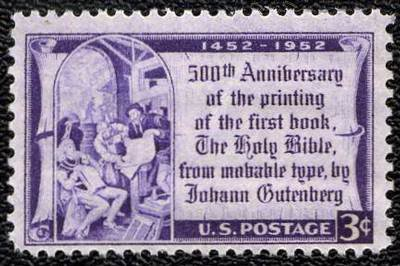 1452-1952
500th Anniversary
of the printing
of the first book,
The Holy Bible,
from movable type, by
Johann Gutenberg
U.S. POSTAGE 3¢